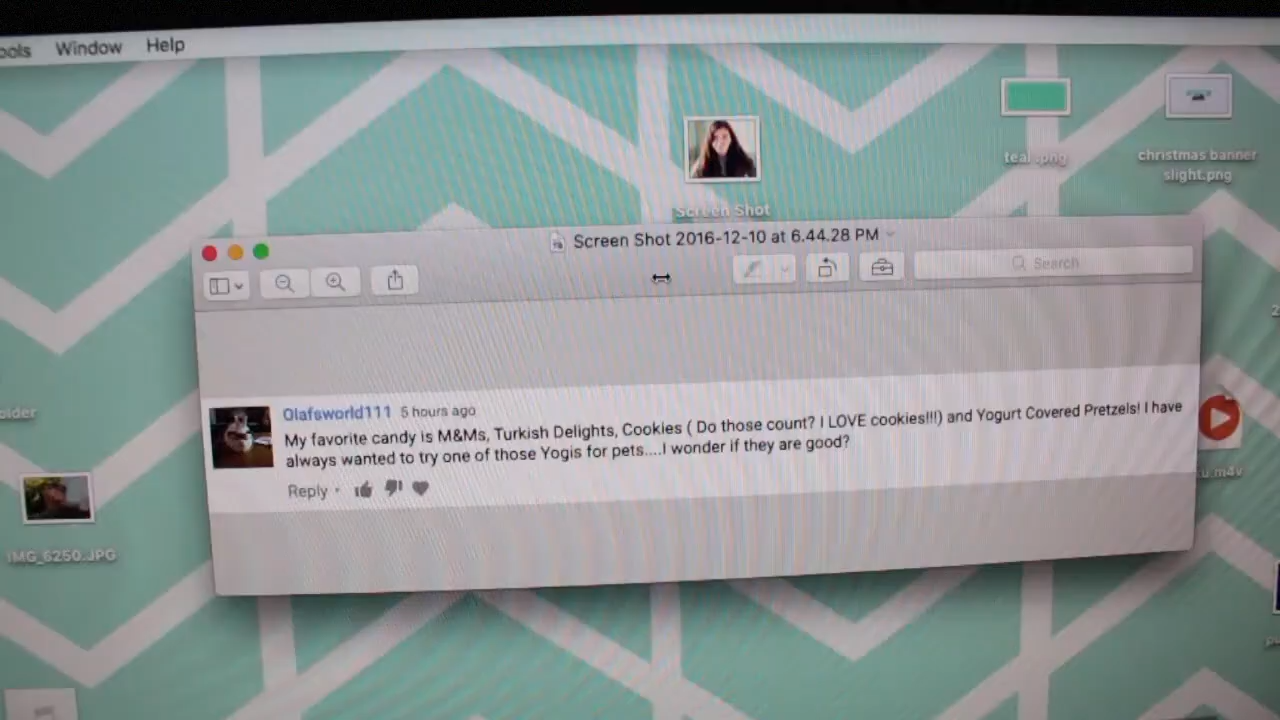 Window Help
teal .png
christmas banner
slight.png
Screen Shot
Screen Shot 2016-12-10 at 6.44.28 PM
Search
Olafsworld111 5 hours ago
My favorite candy is M&Ms, Turkish Delights, Cookies ( Do those count? I LOVE cookies!!!) and Yogurt Covered Pretzels! I have
always wanted to try one of those Yogis for pets....I wonder if they are good?
Reply
IMG_6250.JPG